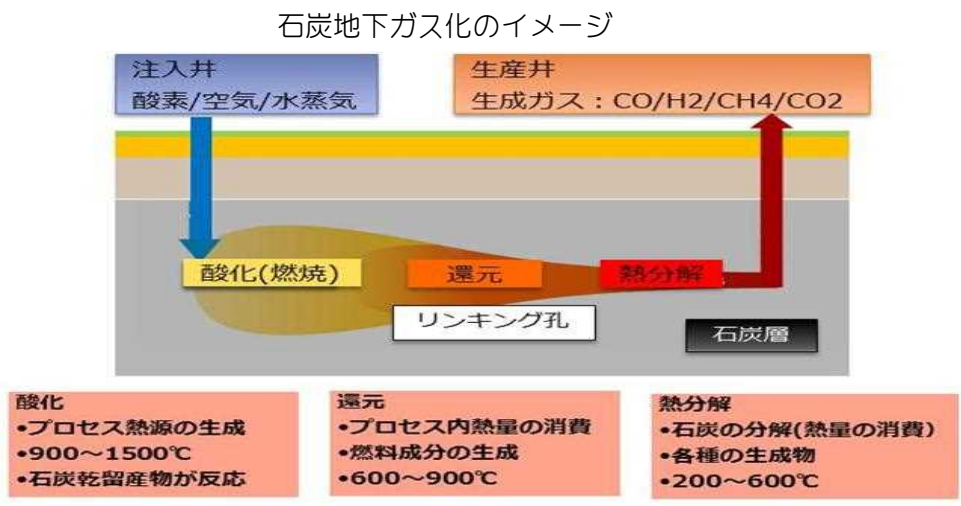 石炭地下ガス化のイメージ
注入井
酸素/空気/水蒸気
生産井
生成ガス：CO/H2/CH4/CO2
酸化(燃焼)
還元
熱分解
リンキング孔
石炭層
酸化
•プロセス熱源の生成
•900～1500℃
•石炭乾留産物が反応
還元
•プロセス内熱量の消費
•燃料成分の生成
•600～900℃
熱分解
•石炭の分解(熱量の消費)
•各種の生成物
•200～600℃